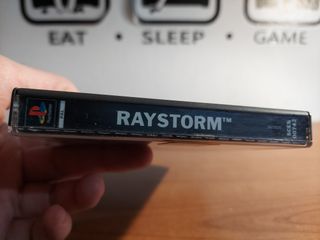 EAT • SLEEP • GAME
RAYSTORM™